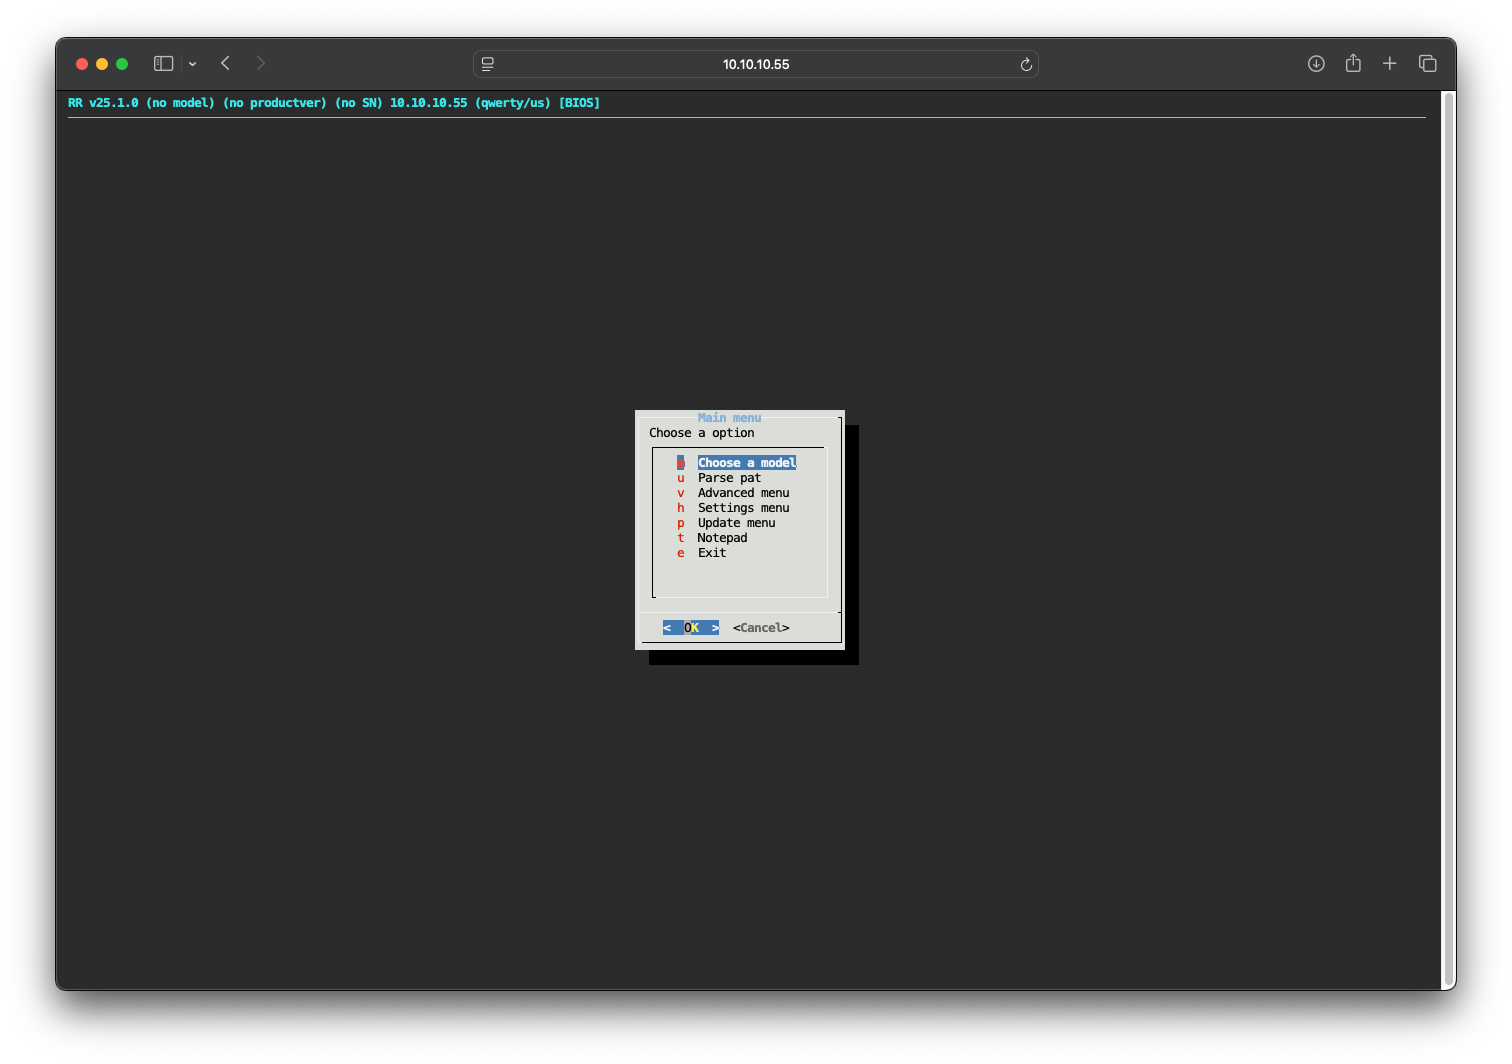 10.10.10.55
RR v25.1.0 (no model) (no productver) (no SN) 10.10.10.55 (qwerty/us) [BIOS]
Main menu
Choose a option
Choose a model
u Parse pat
v Advanced menu
h Settings menu
p Update menu
t Notepad
e Exit
< OK > <Cancel>